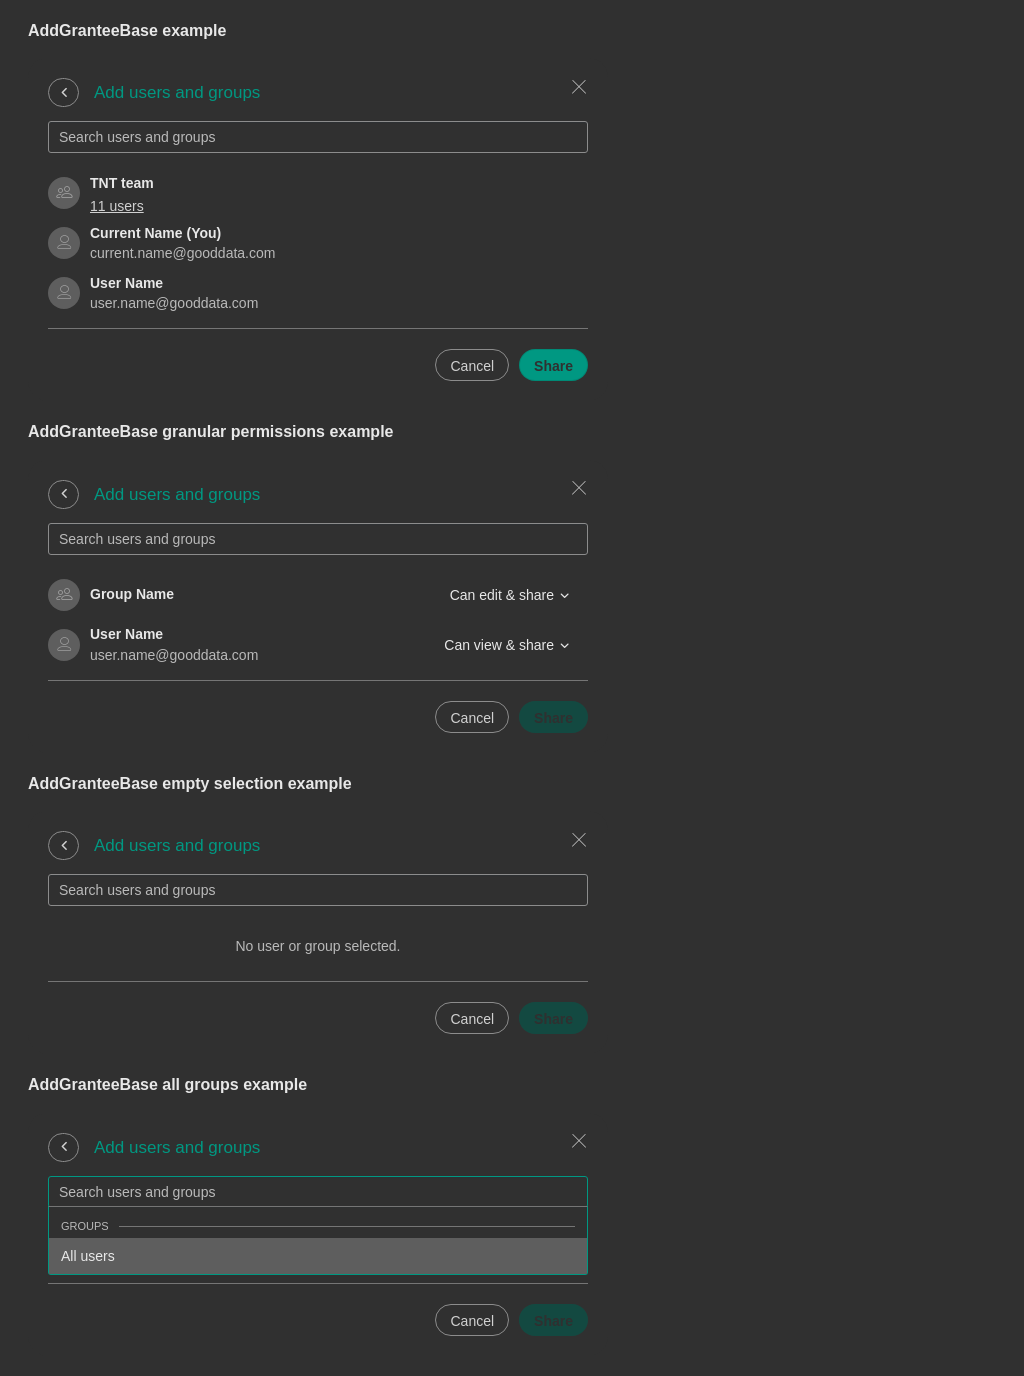 AddGranteeBase example
Add users and groups
Search users and groups
TNT team
11 users
Current Name (You)
current.name@gooddata.com
User Name
user.name@gooddata.com
Cancel
Share
AddGranteeBase granular permissions example
Add users and groups
Search users and groups
Group Name
Can edit & share
User Name
user.name@gooddata.com
Can view & share
Cancel
Share
AddGranteeBase empty selection example
Add users and groups
Search users and groups
No user or group selected.
Cancel
Share
AddGranteeBase all groups example
Add users and groups
Search users and groups
GROUPS
All users
Cancel
Share